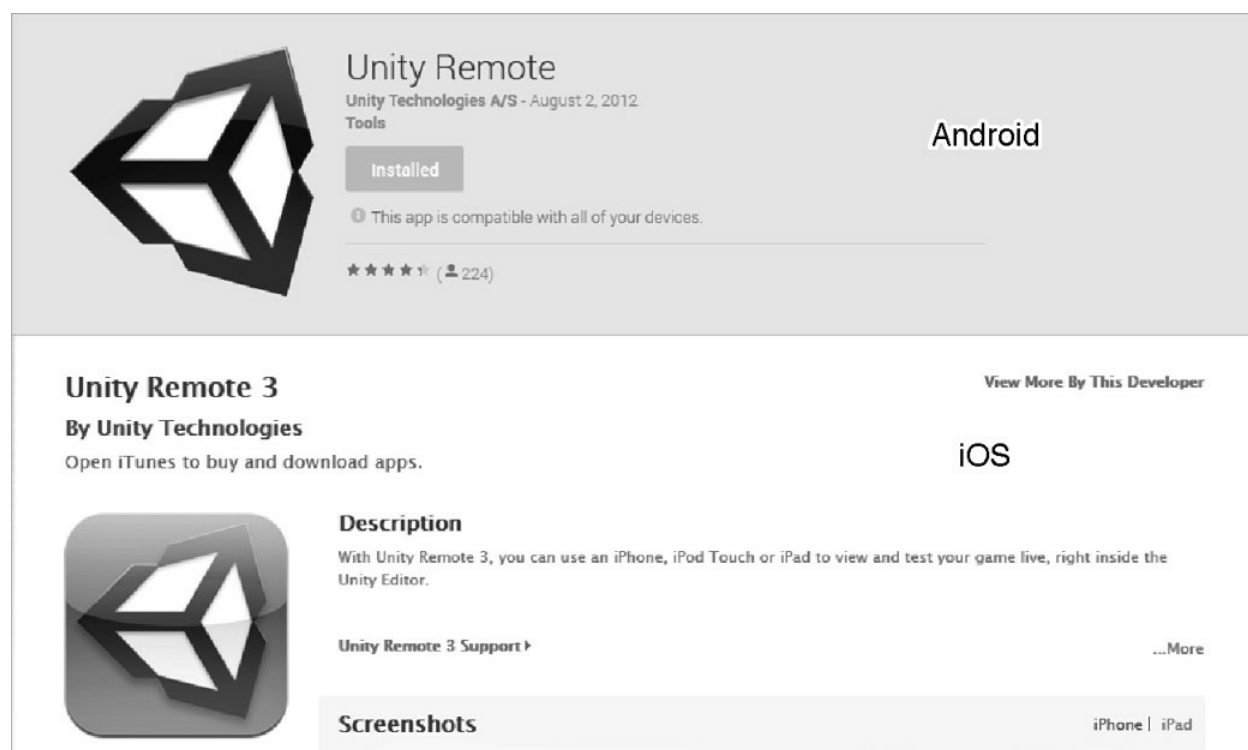 Unity Remote
Unity Technologies A/S - August 2, 2012
Tools
Android
Installed
This app is compatible with all of your devices.
(224)
Unity Remote 3
View More By This Developer
By Unity Technologies
iOS
Open iTunes to buy and download apps.
Description
With Unity Remote 3, you can use an iPhone, iPod Touch or iPad to view and test your game live, right inside the
Unity Editor.
Unity Remote 3 Support
...More
Screenshots
iPhone | iPad